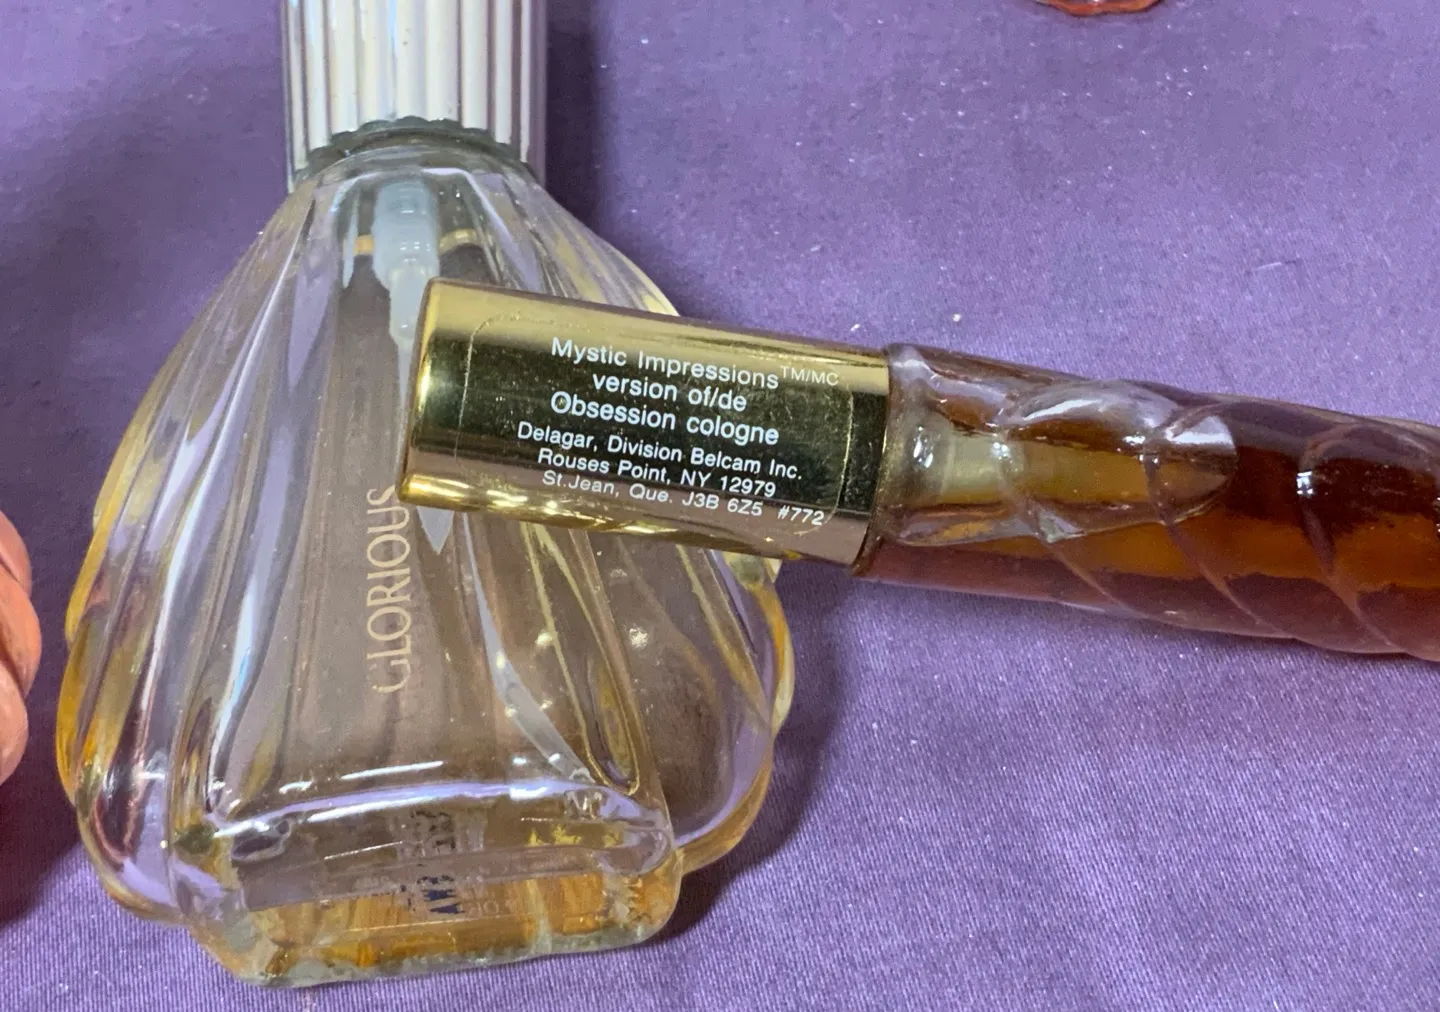 Mystic Impressions™/MC
version of/de
Obsession cologne
Delagar, Division Belcam Inc.
Rouses Point, NY 12979
St.Jean, Que. J3B 6Z5 #772
GLORIOUS